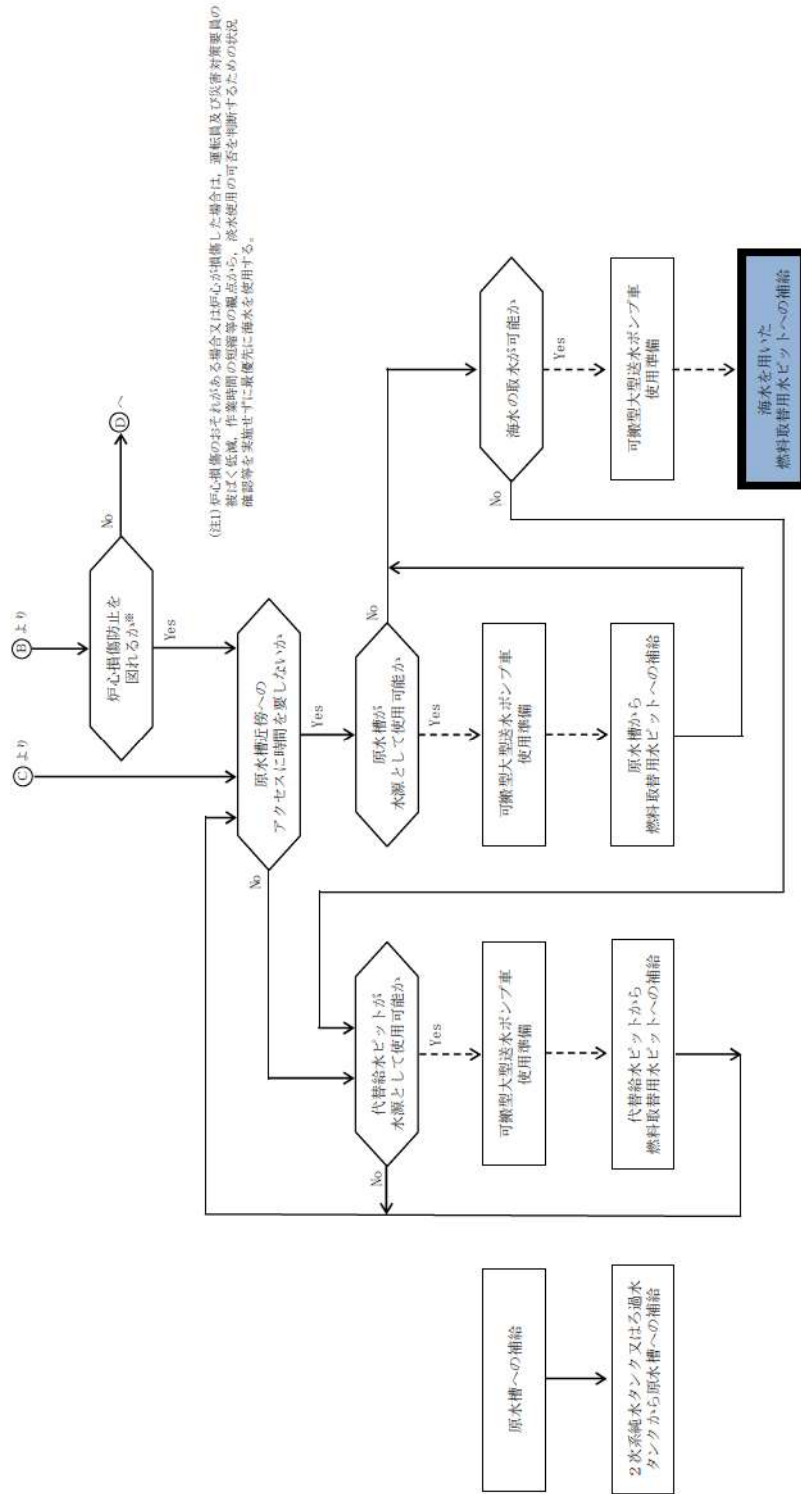 Ⓒより
Ⓑより
炉心損傷防止を
図れるか※
No
Ⓓへ
Yes
(注1) 炉心損傷のおそれがある場合又は炉心が損傷した場合は，運転員及び災害対策要員の
被ばく低減，作業時間の短縮等の観点から，淡水使用の可否を判断するための状況
確認等を実施せずに最優先に海水を使用する。
原水槽近傍への
アクセスに時間を要しないか
No
Yes
代替給水ピットが
水源として使用可能か
No
Yes
原水槽が
水源として使用可能か
No
Yes
海水の取水が可能か
No
Yes
原水槽への補給
可搬型大型送水ポンプ車
使用準備
可搬型大型送水ポンプ車
使用準備
可搬型大型送水ポンプ車
使用準備
2次系純水タンク又はろ過水
タンクから原水槽への補給
代替給水ピットから
燃料取替用水ピットへの補給
原水槽から
燃料取替用水ピットへの補給
海水を用いた
燃料取替用水ピットへの補給